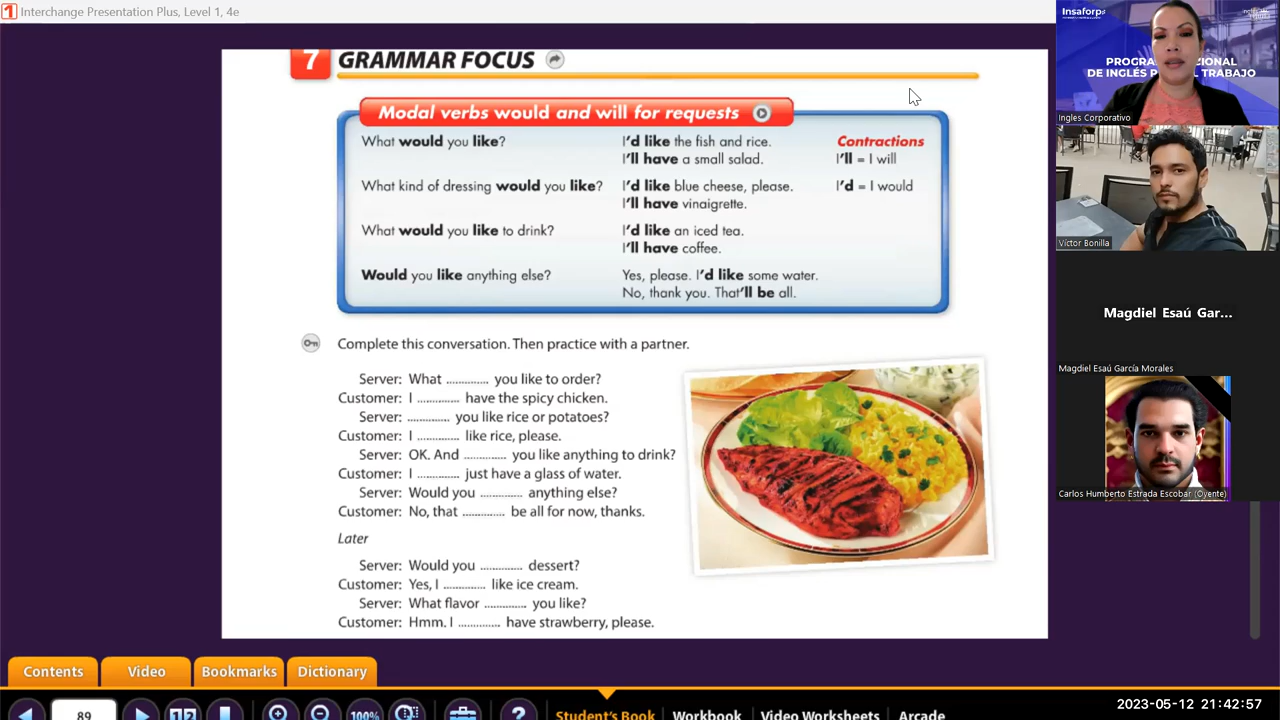 Interchange Presentation Plus, Level 1, 4e
7 GRAMMAR FOCUS
Modal verbs would and will for requests
What would you like?
I'd like the fish and rice.
I'll have a small salad.
Contractions
I'll = I will
What kind of dressing would you like?
I'd like blue cheese, please.
I'll have vinaigrette.
I'd = I would
What would you like to drink?
I'd like an iced tea.
I'll have coffee.
Would you like anything else?
Yes, please. I'd like some water.
No, thank you. That'll be all.
Complete this conversation. Then practice with a partner.
Server: What ............. you like to order?
Customer: I ............. have the spicy chicken.
Server: ............. you like rice or potatoes?
Customer: I ............. like rice, please.
Server: OK. And ............. you like anything to drink?
Customer: I ............. just have a glass of water.
Server: Would you ............. anything else?
Customer: No, that ............. be all for now, thanks.
Later
Server: Would you ............. dessert?
Customer: Yes, I ............. like ice cream.
Server: What flavor ............. you like?
Customer: Hmm. I ............. have strawberry, please.
Contents
Video
Bookmarks
Dictionary
89
100%
?
Student's Book
Workbook
Video Worksheets
Arcade
Insaforp
Ingles Corporativo
Víctor Bonilla
Magdiel Esaú Gar...
Magdiel Esaú García Morales
Carlos Humberto Estrada Escobar (Oyente)
2023-05-12 21:42:57